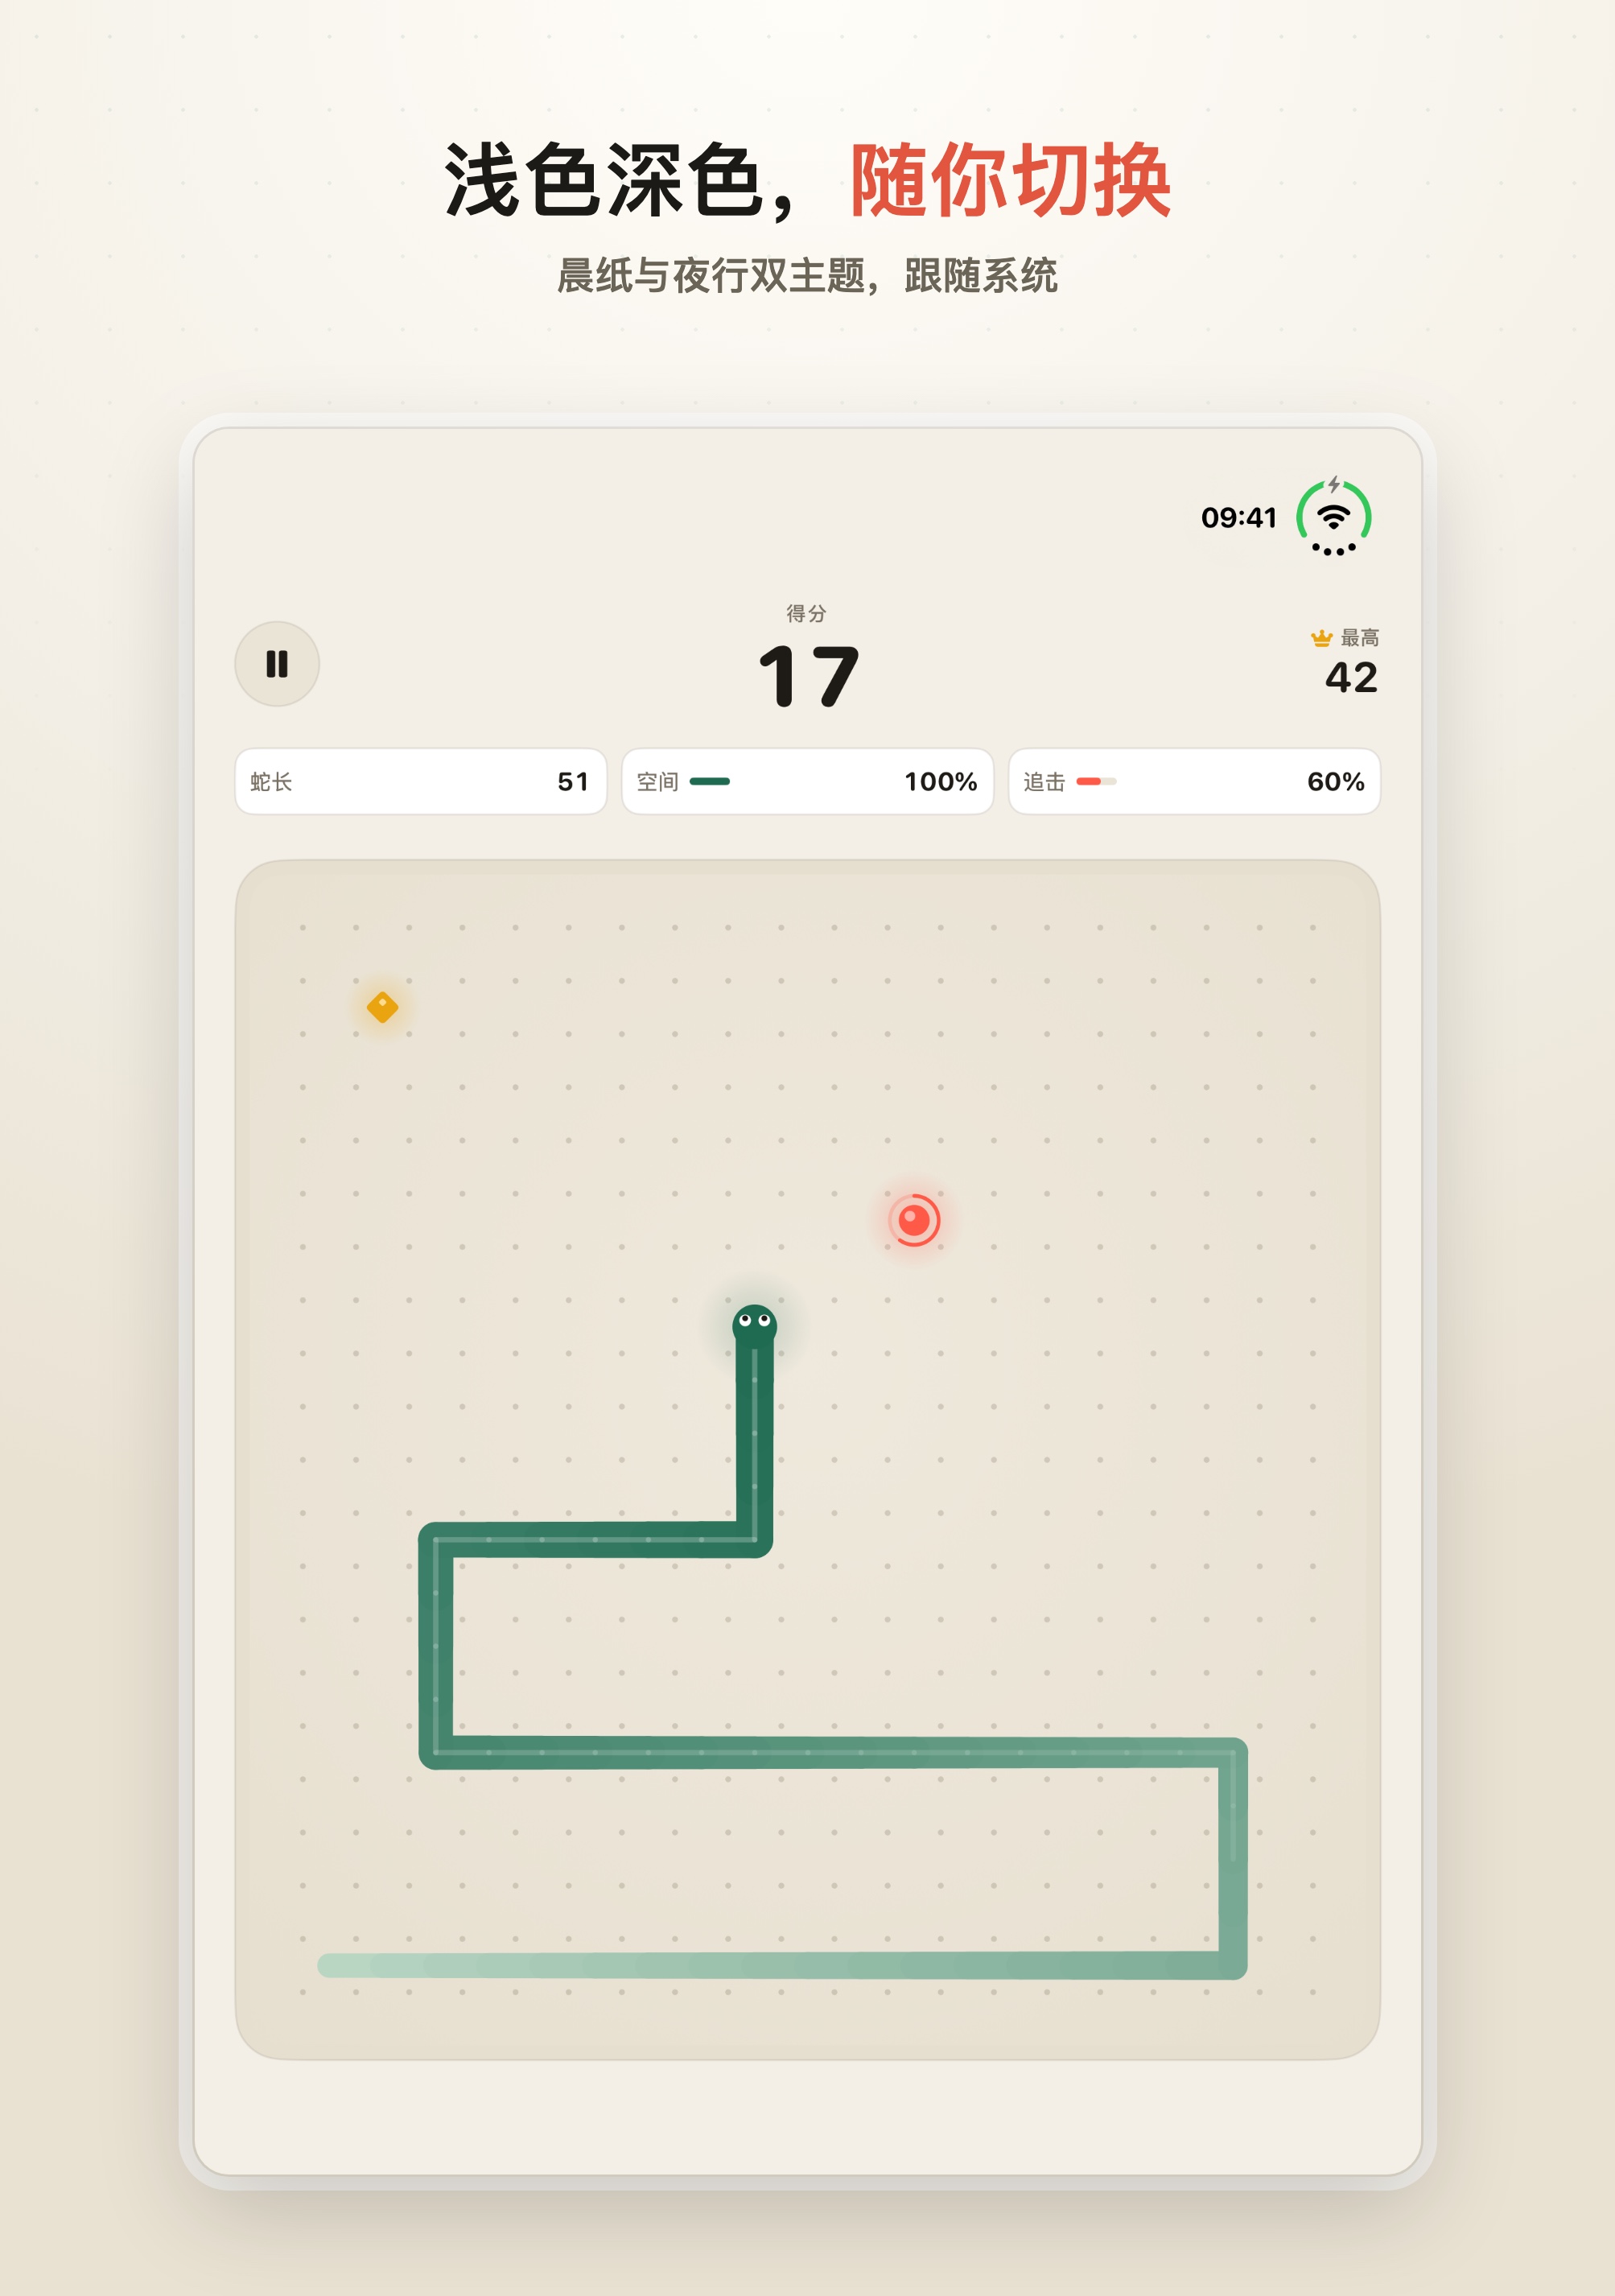 浅色深色，随你切换
晨纸与夜行双主题，跟随系统
09:41
得分
17
最高
42
蛇长 51
空间 100%
追击 60%